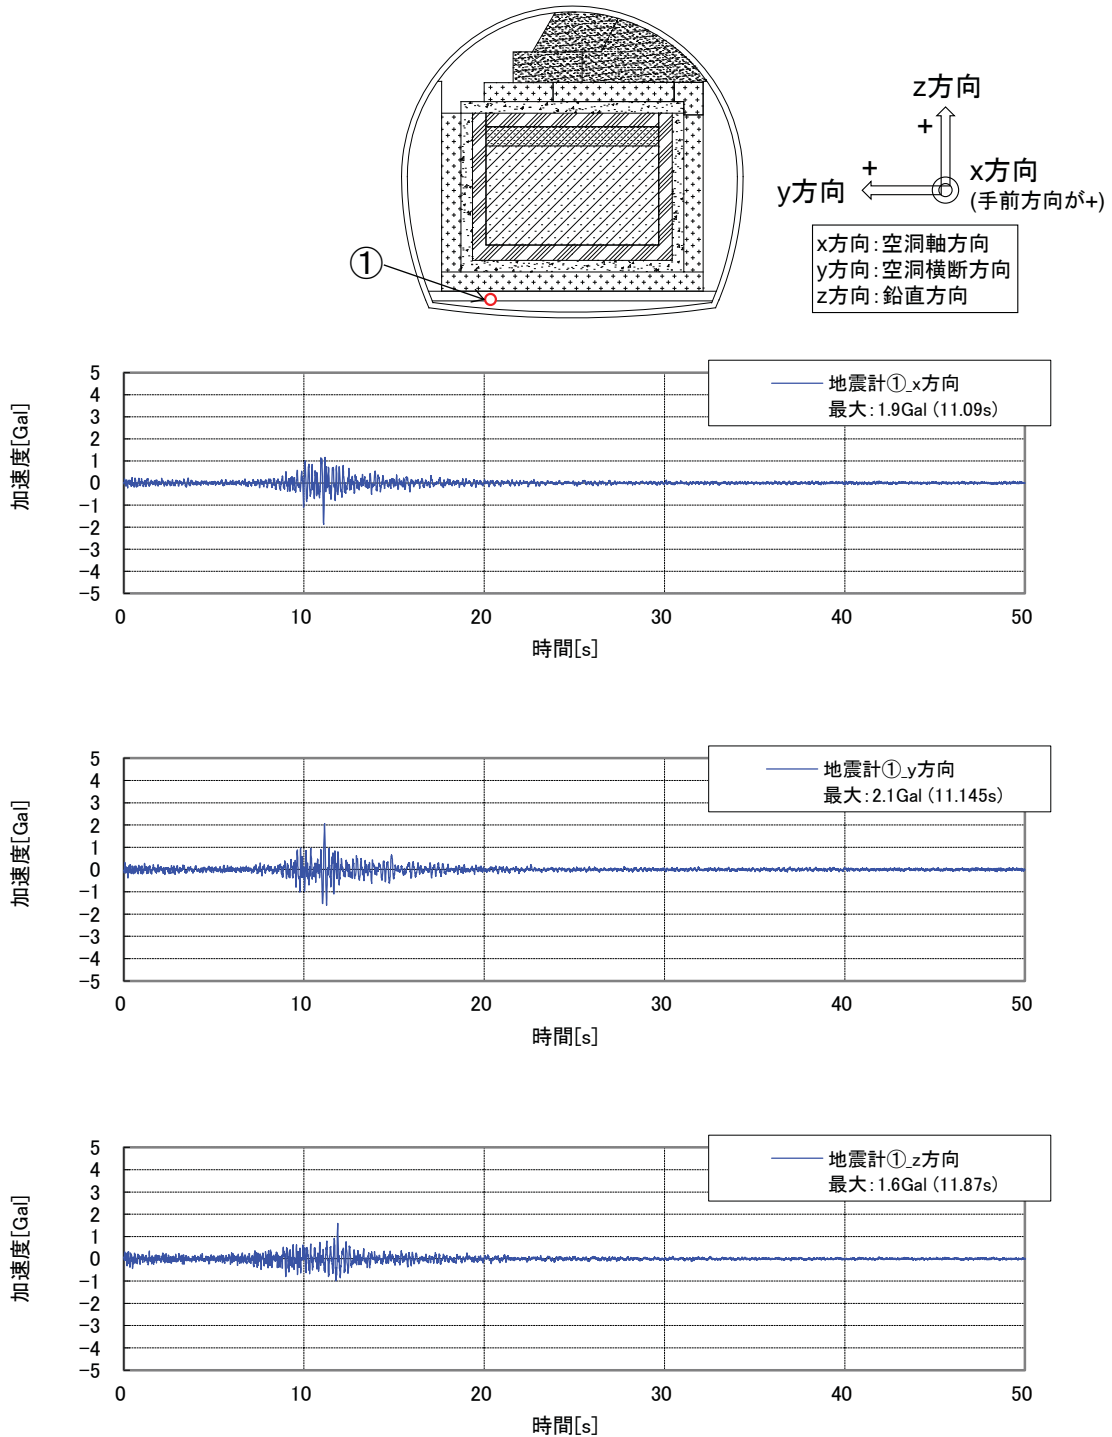 z方向
+
+
x方向
y方向
(手前方向が+)
x方向：空洞軸方向
y方向：空洞横断方向
z方向：鉛直方向
①
加速度[Gal]
5
4
3
2
1
0
−1
−2
−3
−4
−5
地震計①_x方向
最大：1.9Gal (11.09s)
0 10 20 30 40 50
時間[s]
加速度[Gal]
5
4
3
2
1
0
−1
−2
−3
−4
−5
地震計①_y方向
最大：2.1Gal (11.145s)
0 10 20 30 40 50
時間[s]
加速度[Gal]
5
4
3
2
1
0
−1
−2
−3
−4
−5
地震計①_z方向
最大：1.6Gal (11.87s)
0 10 20 30 40 50
時間[s]